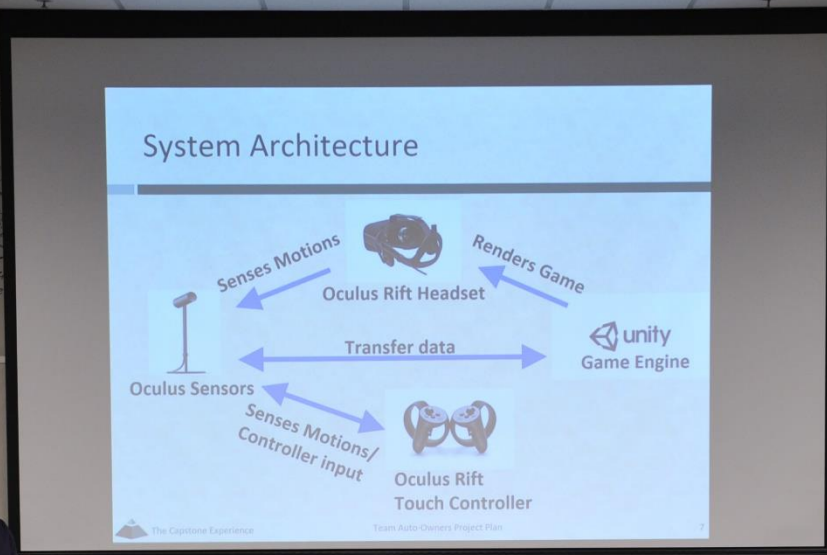 System Architecture
Senses Motions
Renders Game
Oculus Rift Headset
unity
Transfer data
Game Engine
Oculus Sensors
Senses Motions/
Controller input
Oculus Rift
Touch Controller
The Capstone Experience
Team Auto-Owners Project Plan
7